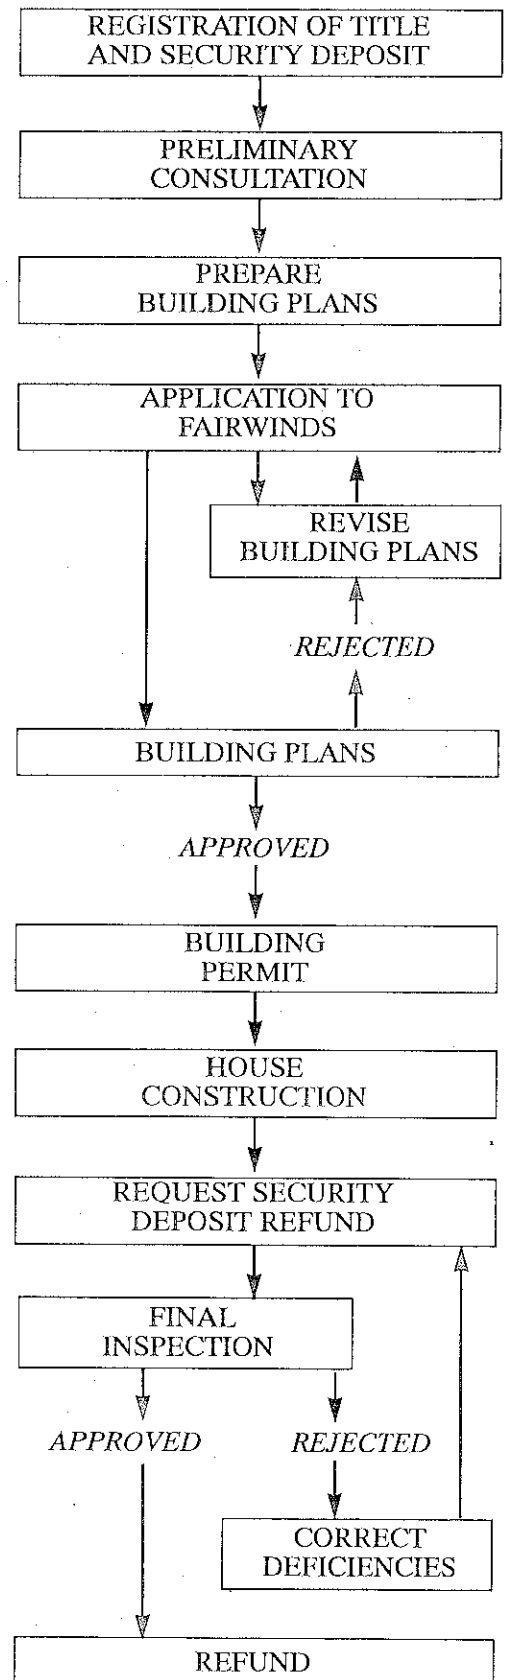 REGISTRATION OF TITLE
AND SECURITY DEPOSIT
PRELIMINARY
CONSULTATION
PREPARE
BUILDING PLANS
APPLICATION TO
FAIRWINDS
REVISE
BUILDING PLANS
REJECTED
BUILDING PLANS
APPROVED
BUILDING
PERMIT
HOUSE
CONSTRUCTION
REQUEST SECURITY
DEPOSIT REFUND
FINAL
INSPECTION
APPROVED REJECTED
CORRECT
DEFICIENCIES
REFUND